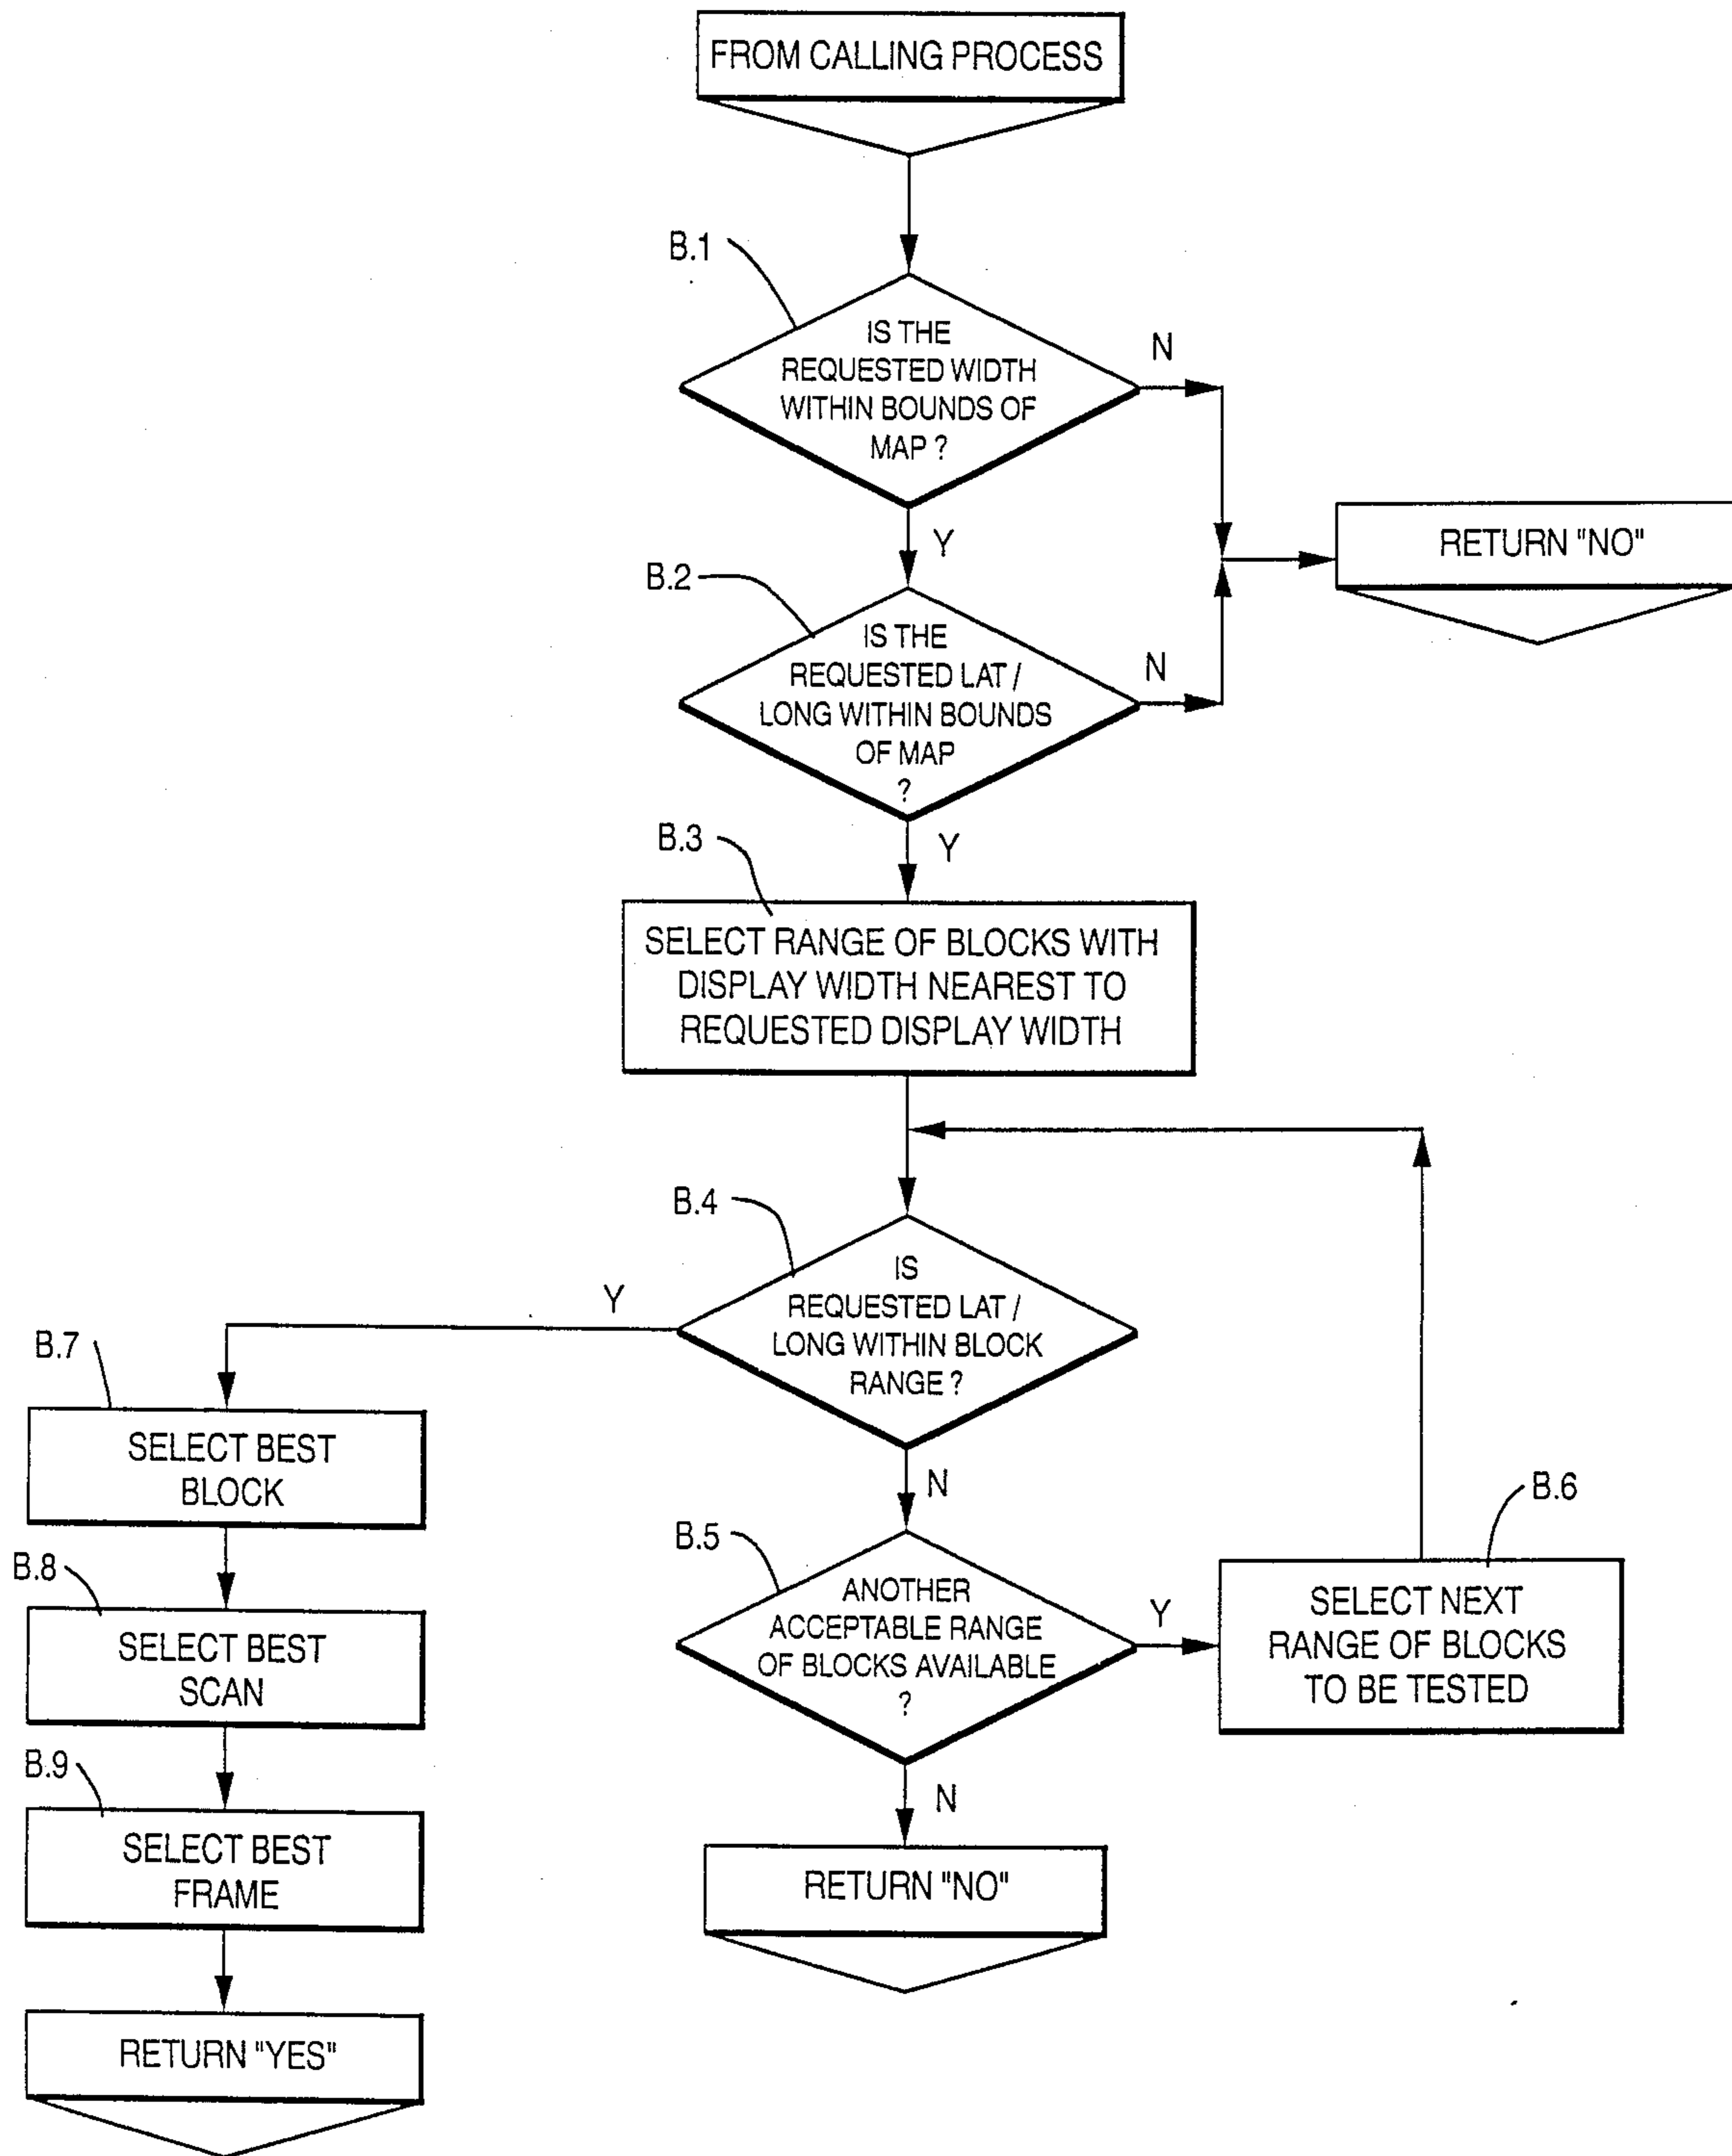 FROM CALLING PROCESS
B.1
IS THE
REQUESTED WIDTH
WITHIN BOUNDS OF
MAP ?
N
Y
RETURN "NO"
B.2
IS THE
REQUESTED LAT /
LONG WITHIN BOUNDS
OF MAP
?
N
Y
B.3
SELECT RANGE OF BLOCKS WITH
DISPLAY WIDTH NEAREST TO
REQUESTED DISPLAY WIDTH
B.4
IS
REQUESTED LAT /
LONG WITHIN BLOCK
RANGE ?
Y
N
B.5
ANOTHER
ACCEPTABLE RANGE
OF BLOCKS AVAILABLE
?
Y
N
B.6
SELECT NEXT
RANGE OF BLOCKS
TO BE TESTED
RETURN "NO"
B.7
SELECT BEST
BLOCK
B.8
SELECT BEST
SCAN
B.9
SELECT BEST
FRAME
RETURN "YES"